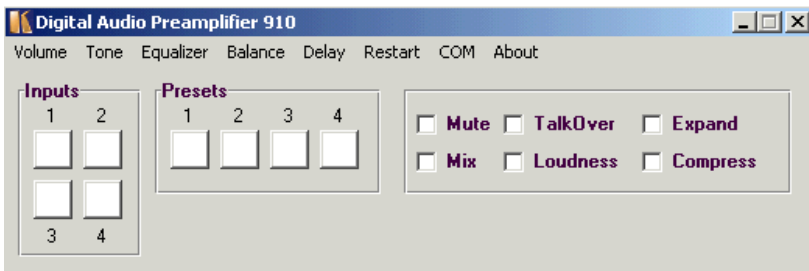 Digital Audio Preamplifier 910
Volume Tone Equalizer Balance Delay Restart COM About
Inputs
1 2
3 4
Presets
1 2 3 4
Mute TalkOver Expand
Mix Loudness Compress